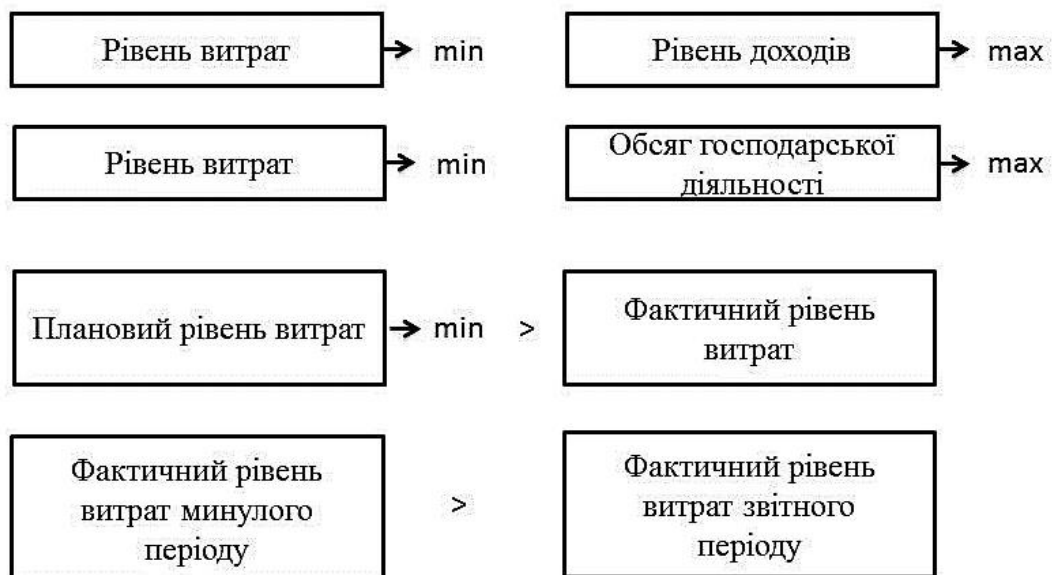 Рівень витрат → min Рівень доходів → max
Рівень витрат → min Обсяг господарської
діяльності → max
Плановий рівень витрат → min > Фактичний рівень
витрат
Фактичний рівень
витрат минулого
періоду
>
Фактичний рівень
витрат звітного
періоду